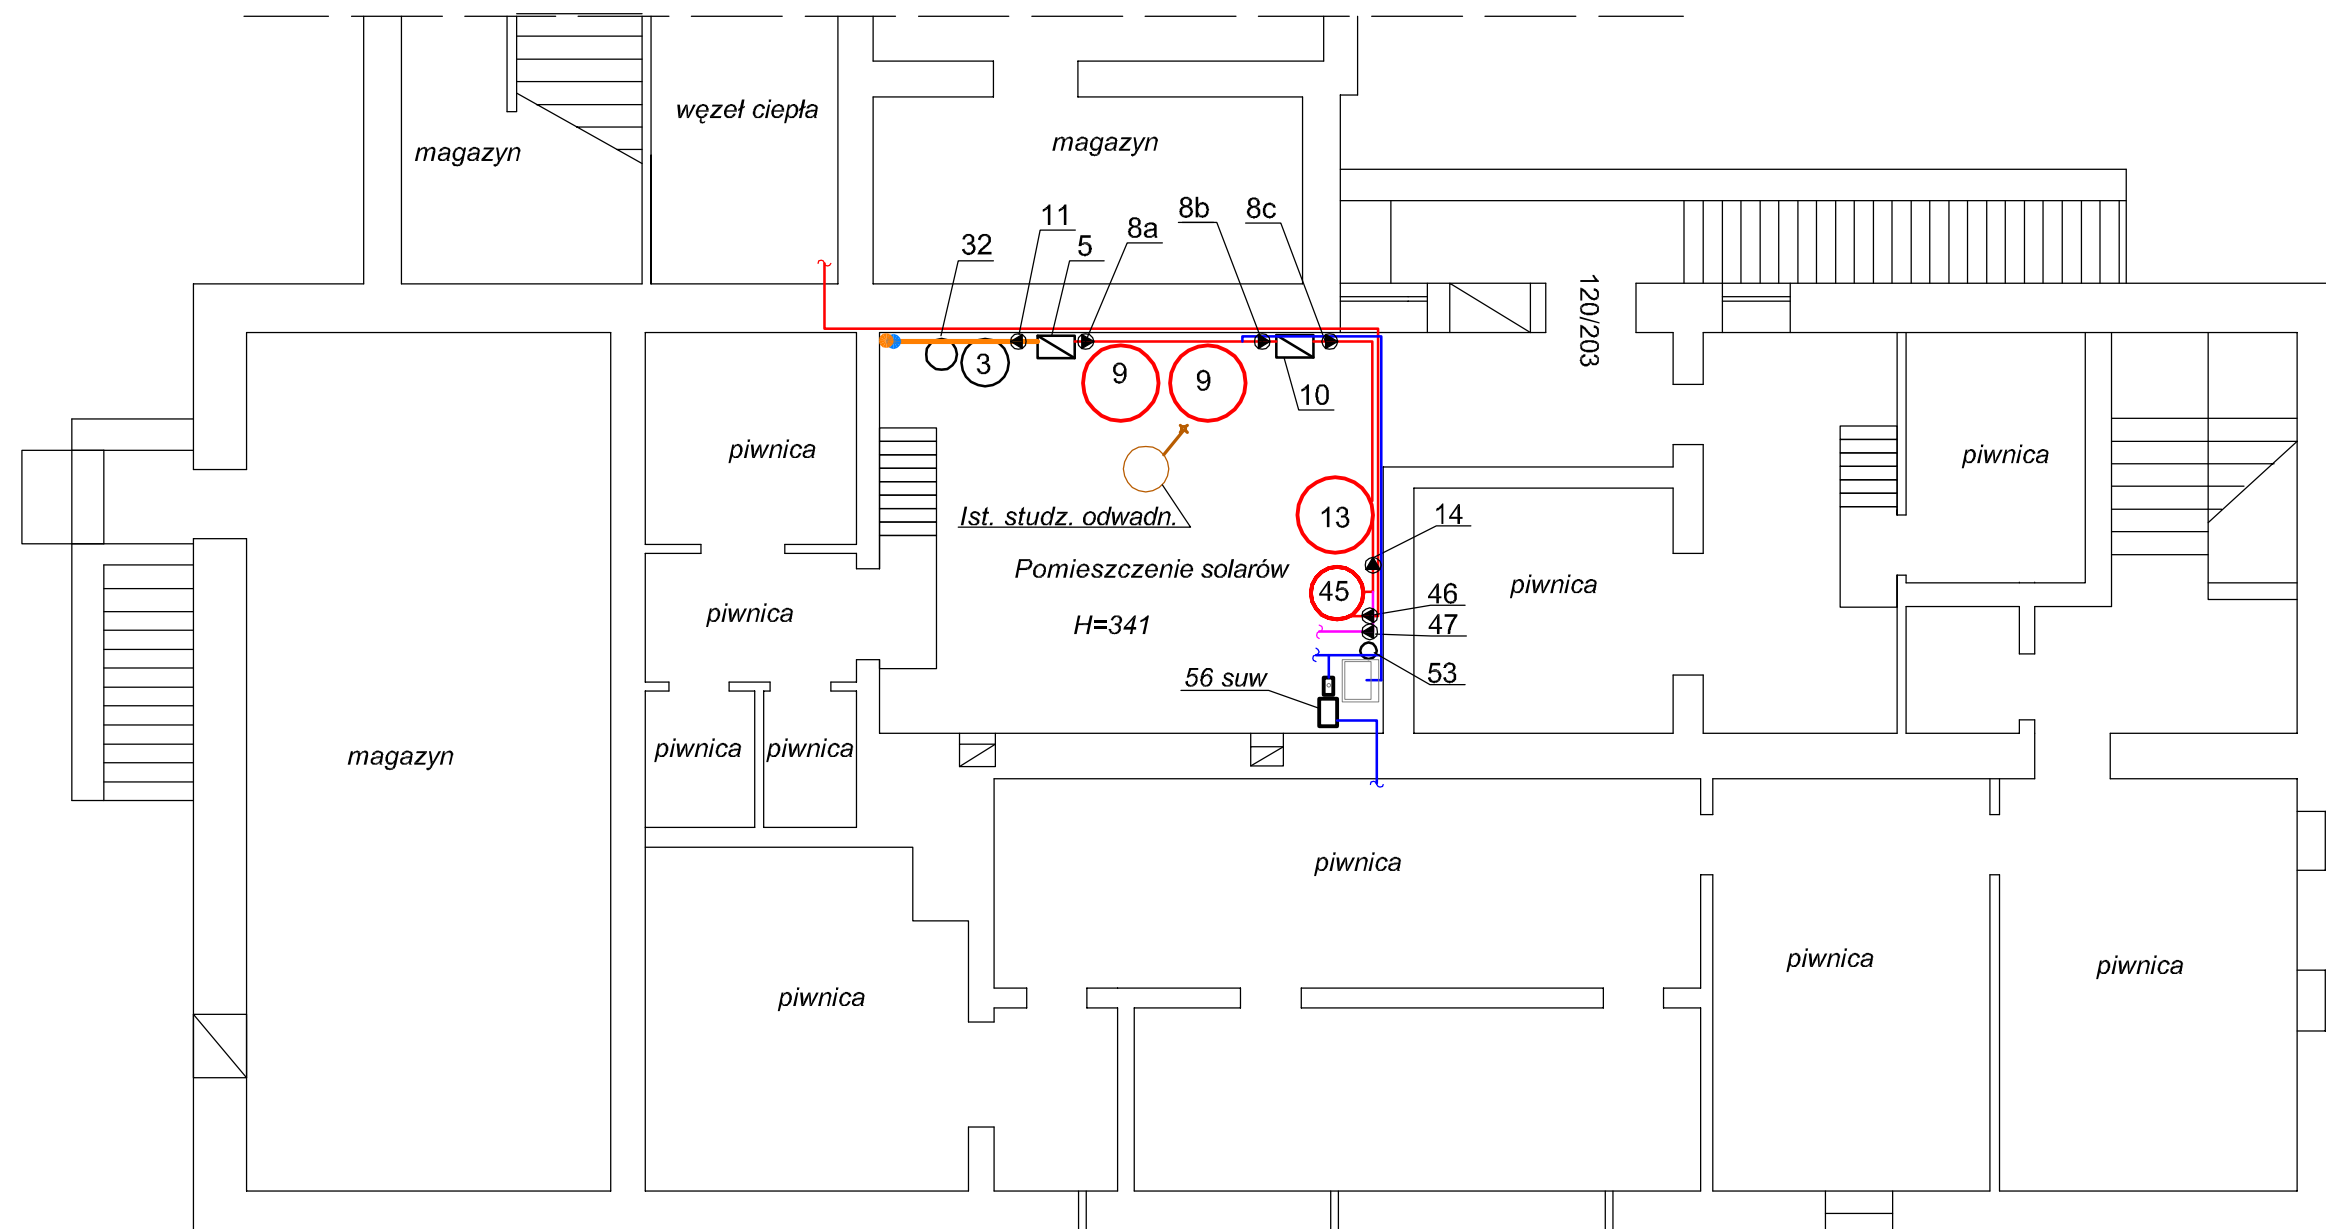 węzeł ciepła
magazyn
magazyn
8b
8c
11
8a
32
5
120/203
3
9
9
10
piwnica
piwnica
Ist. studz. odwadn.
13
14
Pomieszczenie solarów
piwnica
45
46
piwnica
H=341
47
56 suw
53
magazyn
piwnica
piwnica
piwnica
piwnica
piwnica
piwnica